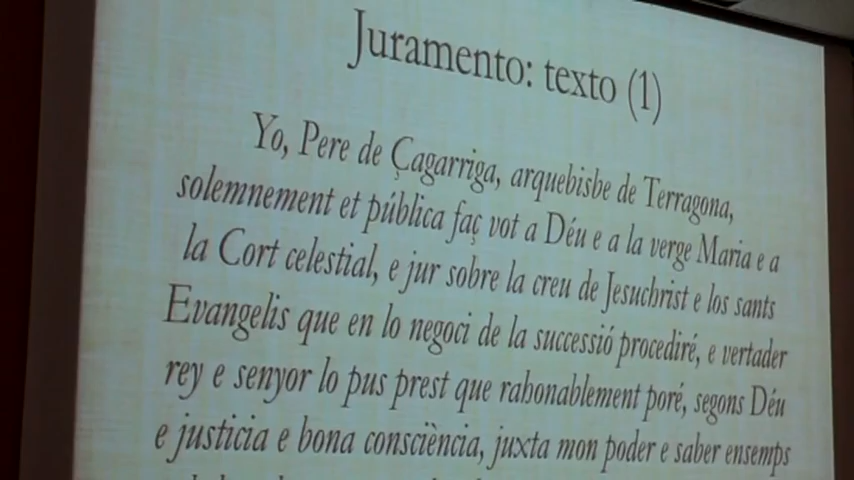 Juramento: texto (1)
Yo, Pere de Çagarriga, arquebisbe de Terragona,
solemnement et pública faç vot a Déu e a la verge Maria e a
la Cort celestial, e jur sobre la creu de Jesuchrist e los sants
Evangelis que en lo negoci de la successió procediré, e vertader
rey e senyor lo pus prest que rahonablement poré, segons Déu
e justicia e bona consciència, juxta mon poder e saber ensemps